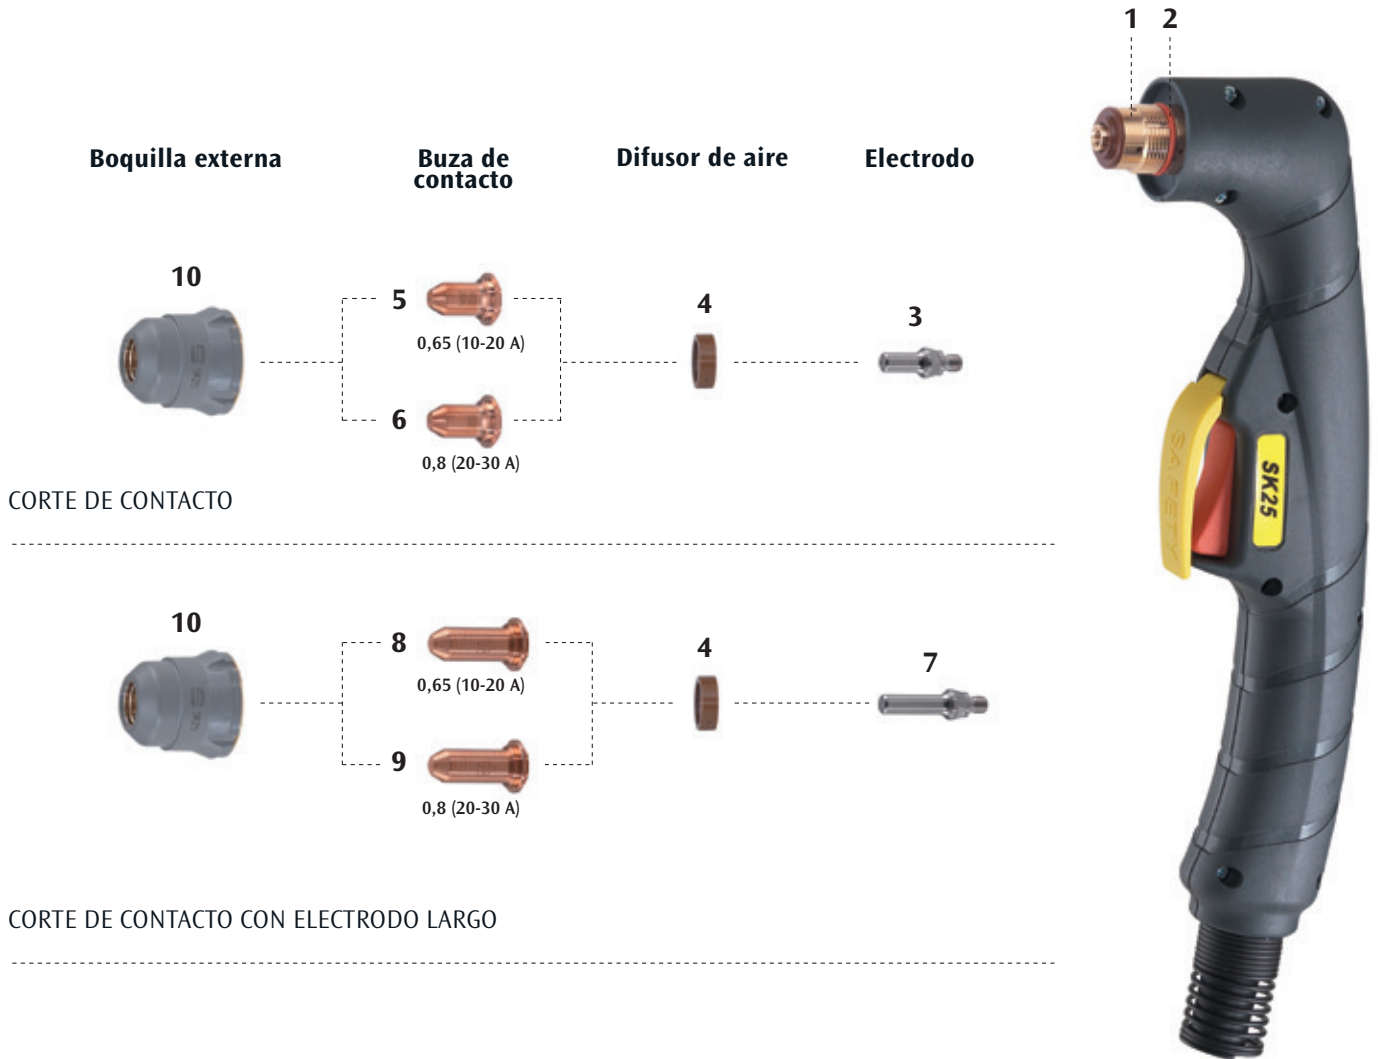 1 2
Boquilla externa
Buza de
contacto
Difusor de aire
Electrodo
10
5
0,65 (10-20 A)
6
0,8 (20-30 A)
4
3
CORTE DE CONTACTO
10
8
0,65 (10-20 A)
9
0,8 (20-30 A)
4
7
CORTE DE CONTACTO CON ELECTRODO LARGO
SAFETY
SK25